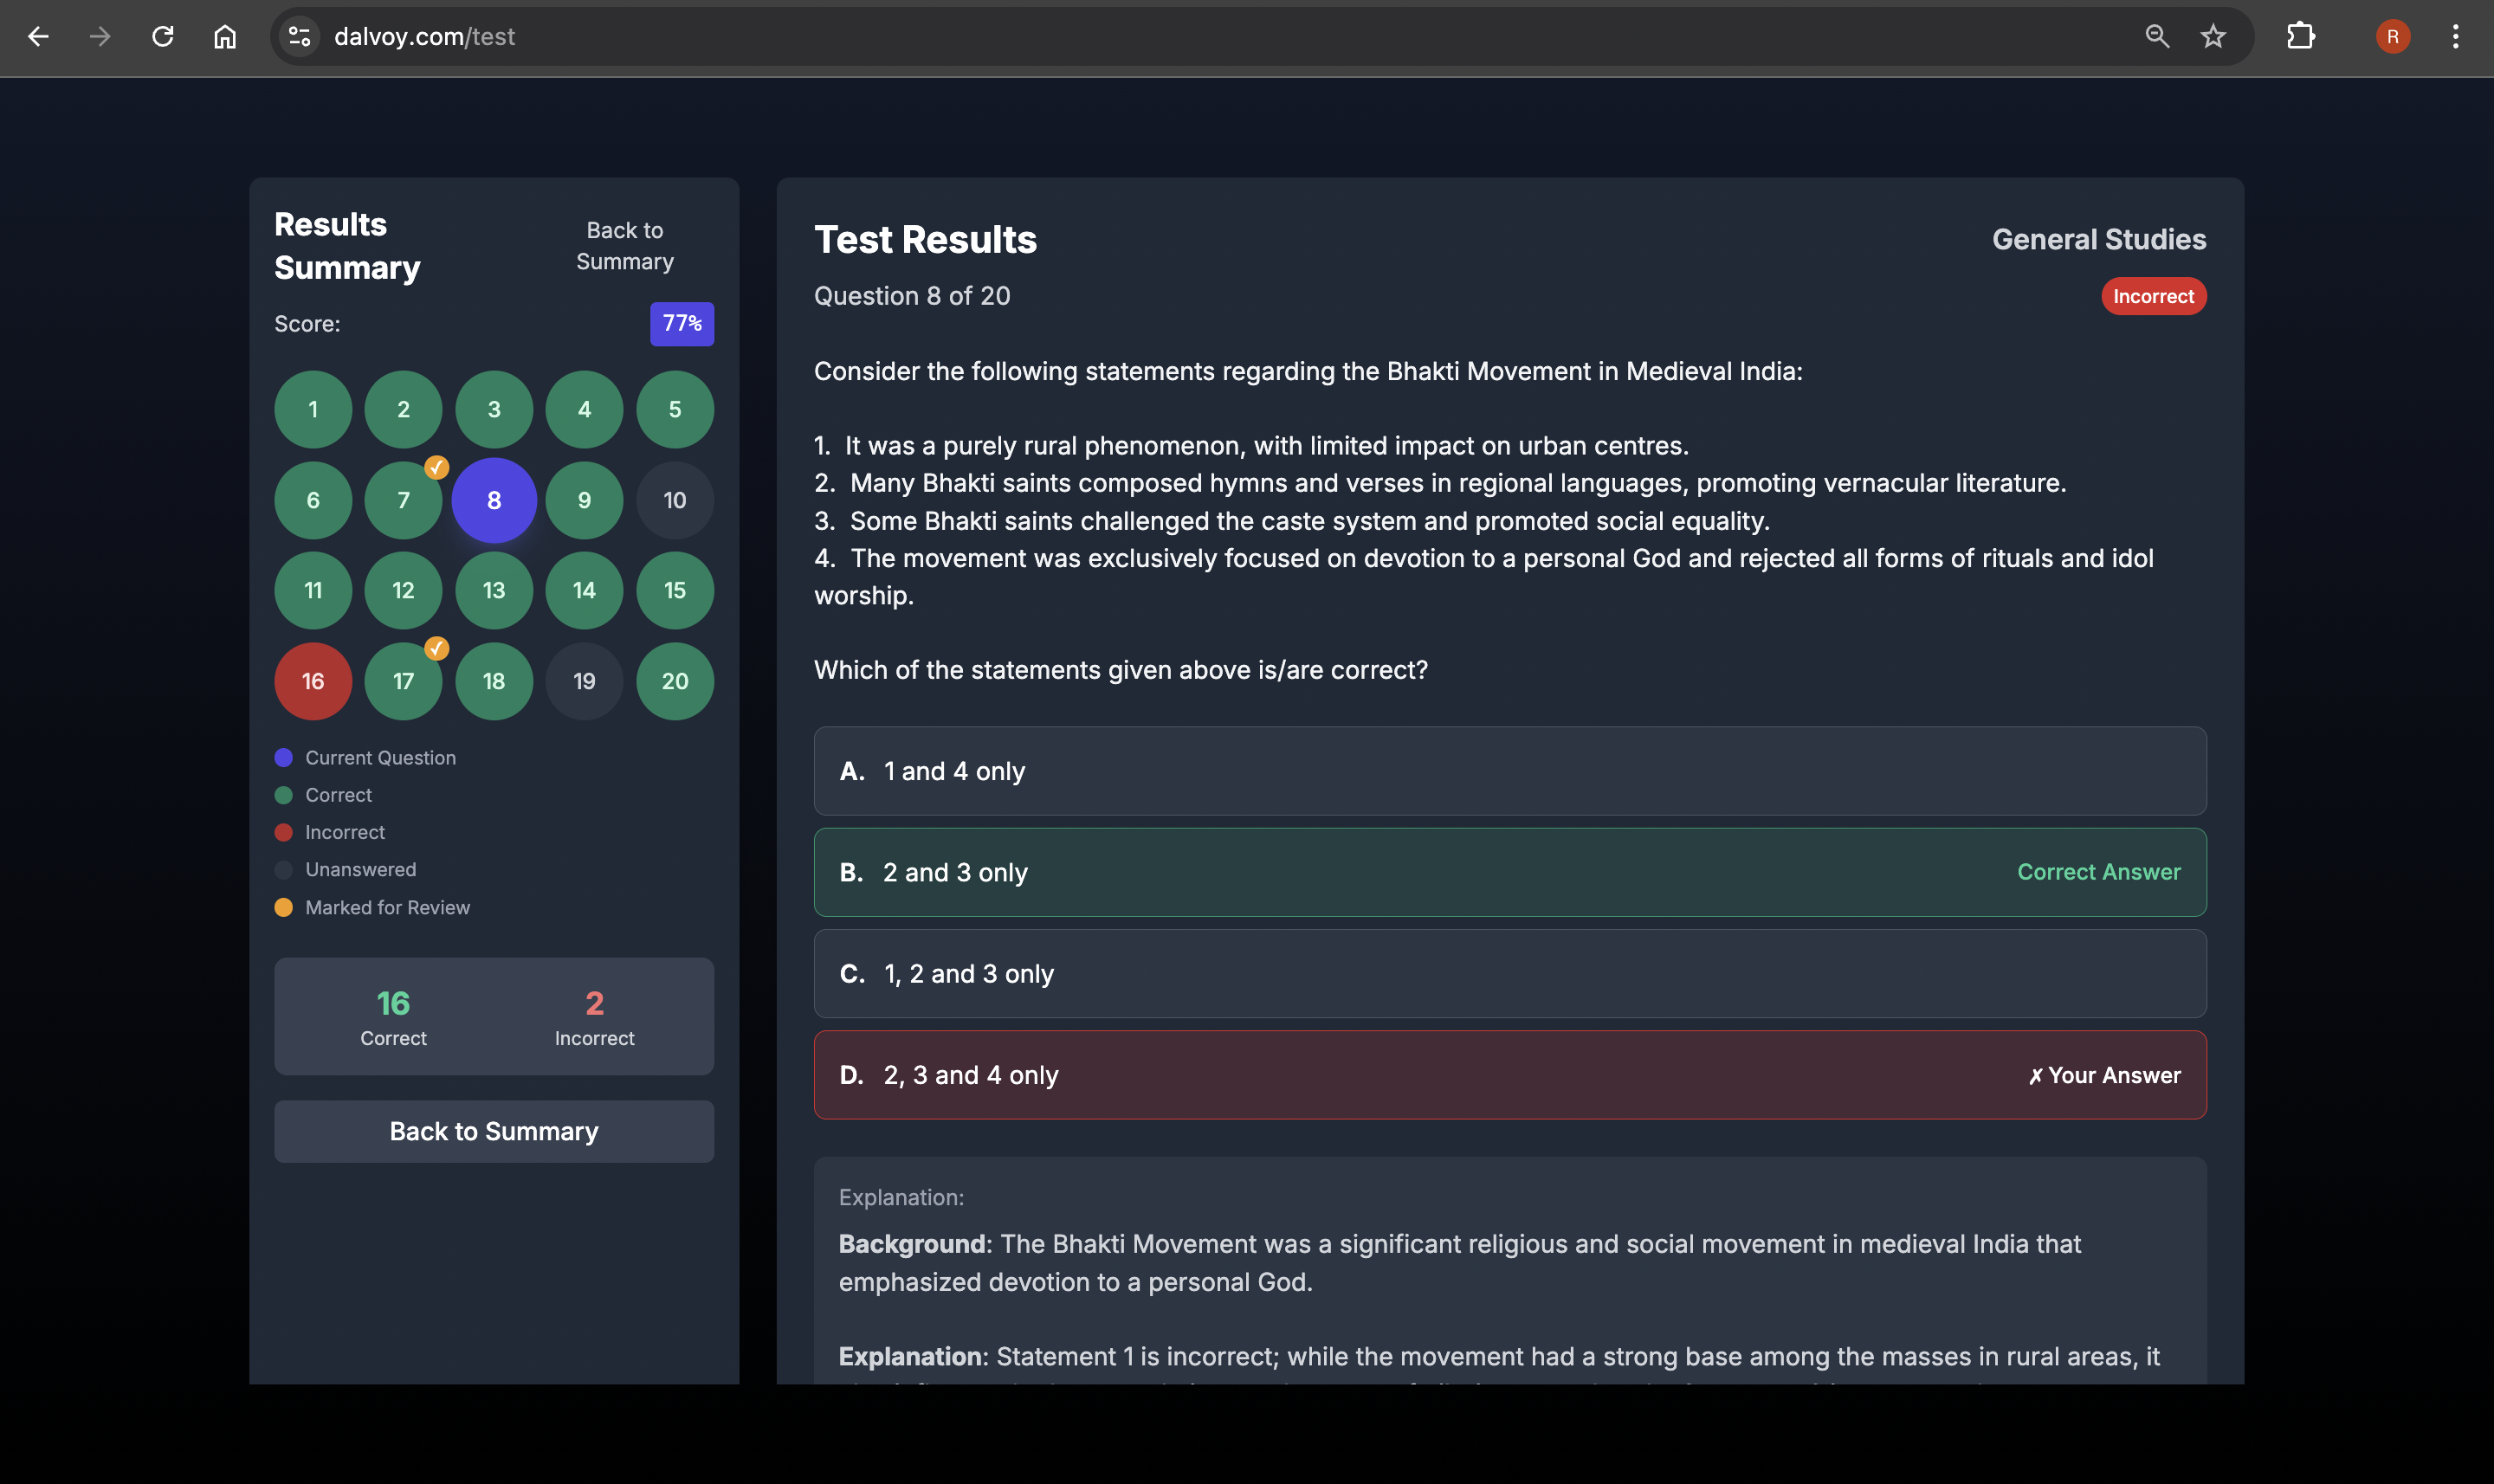 dalvoy.com/test
R
Results
Summary
Back to
Summary
Score:
77%
1 2 3 4 5
6 7 8 9 10
11 12 13 14 15
16 17 18 19 20
Current Question
Correct
Incorrect
Unanswered
Marked for Review
16 2
Correct Incorrect
Back to Summary
Test Results
General Studies
Question 8 of 20
Incorrect
Consider the following statements regarding the Bhakti Movement in Medieval India:
1. It was a purely rural phenomenon, with limited impact on urban centres.
2. Many Bhakti saints composed hymns and verses in regional languages, promoting vernacular literature.
3. Some Bhakti saints challenged the caste system and promoted social equality.
4. The movement was exclusively focused on devotion to a personal God and rejected all forms of rituals and idol
worship.
Which of the statements given above is/are correct?
A. 1 and 4 only
B. 2 and 3 only Correct Answer
C. 1, 2 and 3 only
D. 2, 3 and 4 only ✗ Your Answer
Explanation:
Background: The Bhakti Movement was a significant religious and social movement in medieval India that
emphasized devotion to a personal God.
Explanation: Statement 1 is incorrect; while the movement had a strong base among the masses in rural areas, it